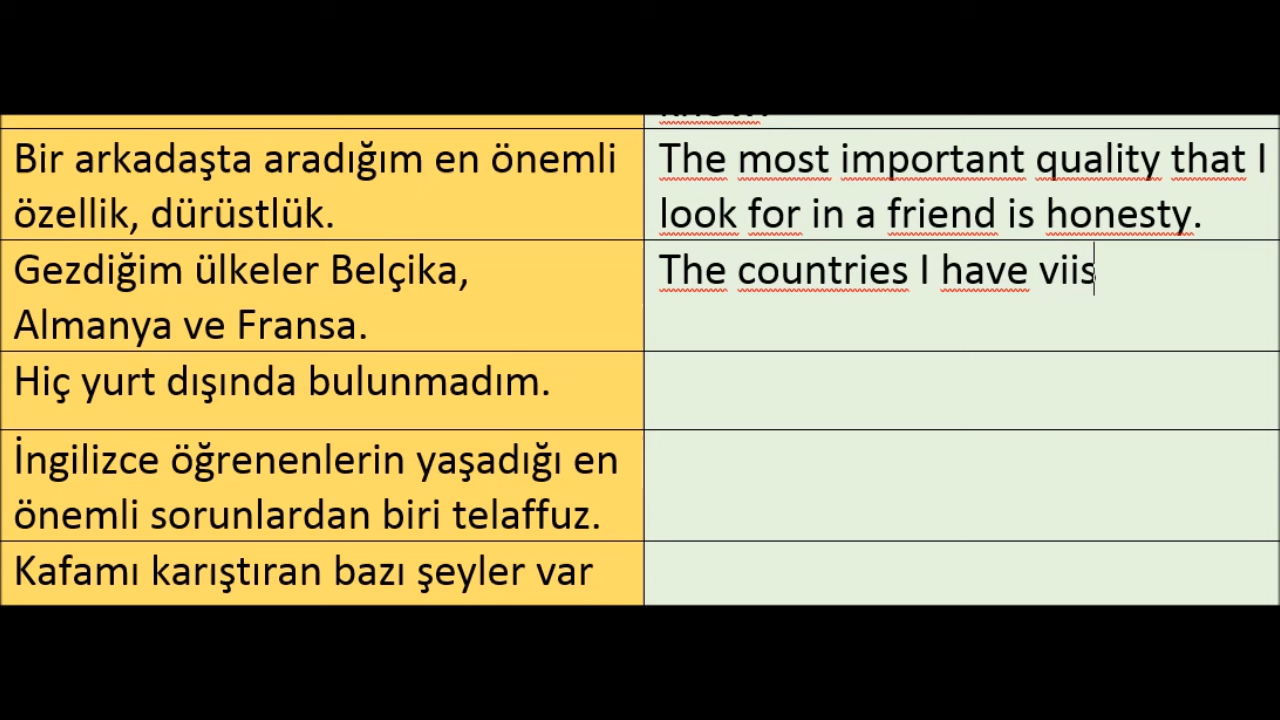 Bir arkadaşta aradığım en önemli
özellik, dürüstlük.
The most important quality that I
look for in a friend is honesty.
Gezdiğim ülkeler Belçika,
Almanya ve Fransa.
The countries I have viis
Hiç yurt dışında bulunmadım.
İngilizce öğrenenlerin yaşadığı en
önemli sorunlardan biri telaffuz.
Kafamı karıştıran bazı şeyler var